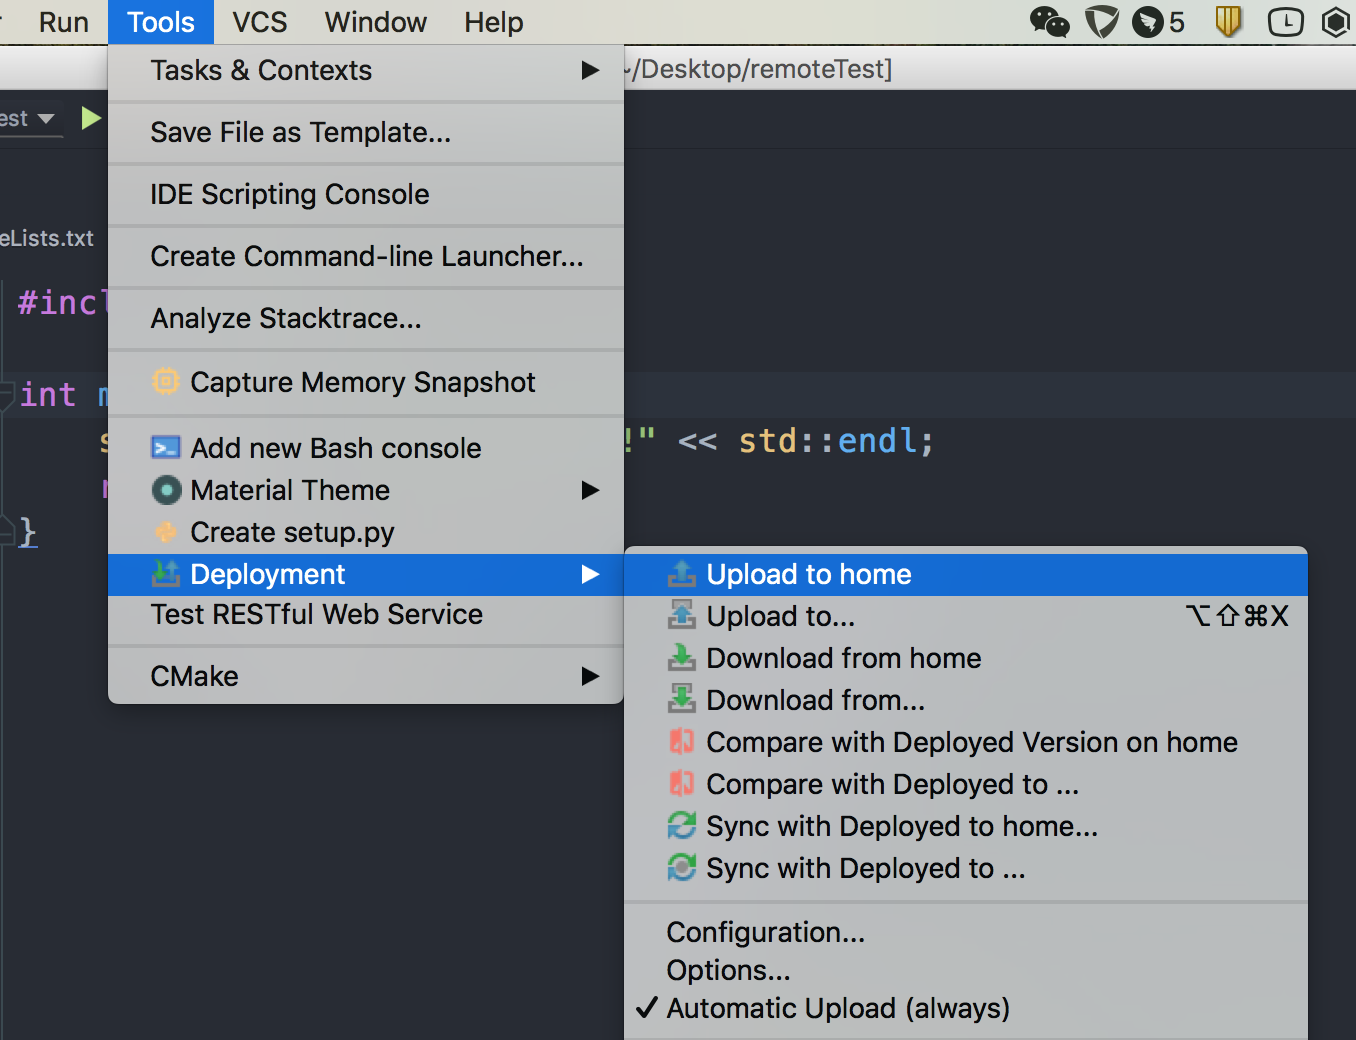 Run Tools VCS Window Help 5
~/Desktop/remoteTest]
Tasks & Contexts
est
Save File as Template...
IDE Scripting Console
eLists.txt
Create Command-line Launcher...
#incl
Analyze Stacktrace...
Capture Memory Snapshot
int m
Add new Bash console
s !" << std::endl;
Material Theme
r
Create setup.py
}
Deployment
Test RESTful Web Service
CMake
Upload to home
Upload to... ⌥⇧⌘X
Download from home
Download from...
Compare with Deployed Version on home
Compare with Deployed to ...
Sync with Deployed to home...
Sync with Deployed to ...
Configuration...
Options...
✓ Automatic Upload (always)